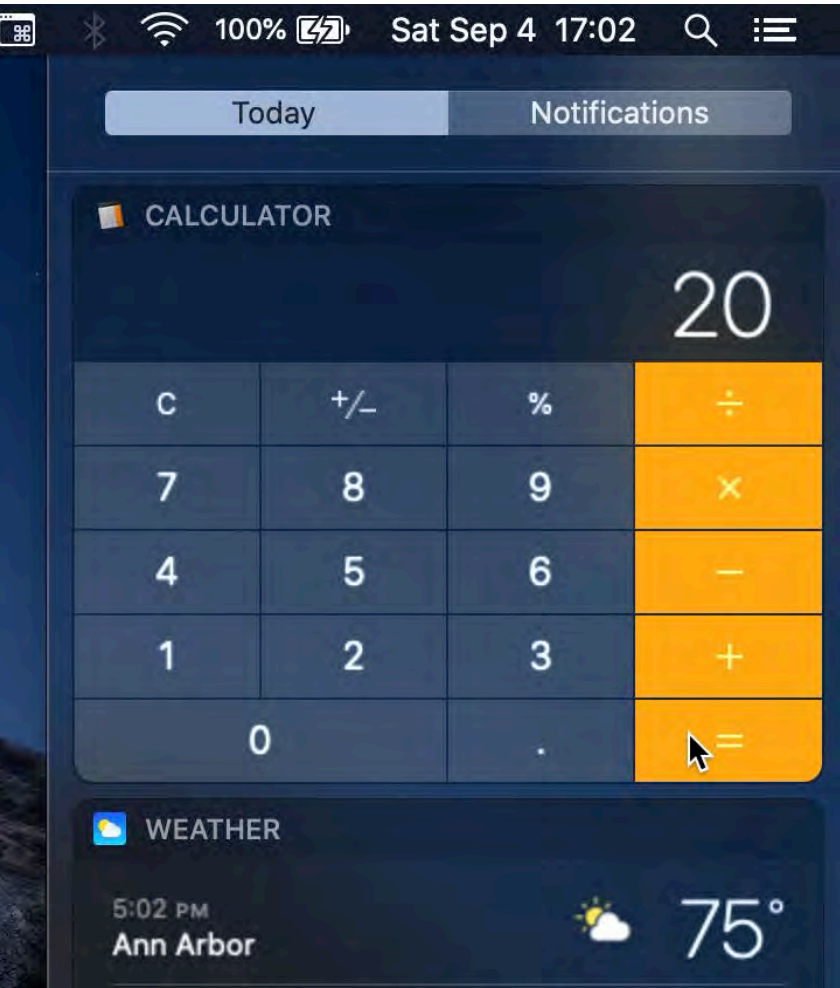 100% Sat Sep 4 17:02
Today Notifications
CALCULATOR
20
C +/− % ÷
7 8 9 ×
4 5 6 −
1 2 3 +
0 . =
WEATHER
5:02 PM
Ann Arbor
75°